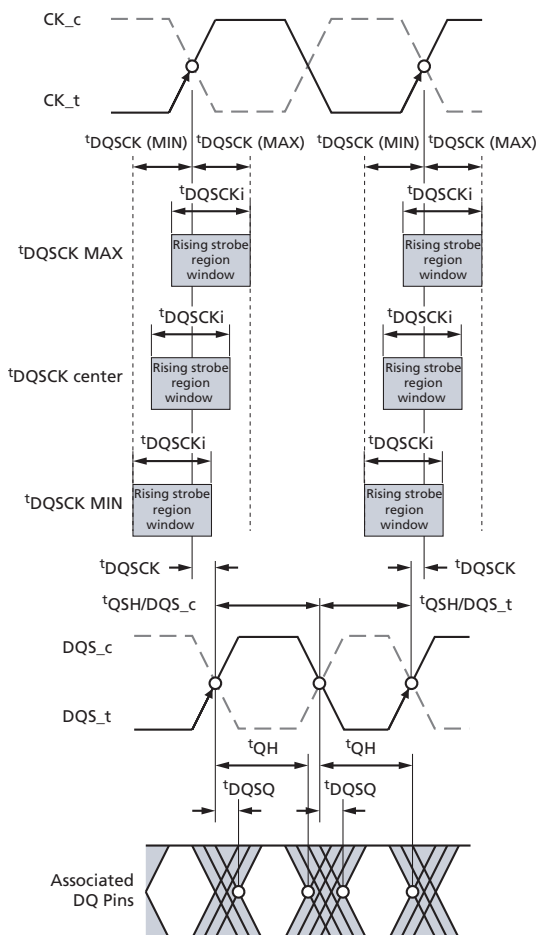 CK_c
CK_t
tDQSCK (MIN) tDQSCK (MAX) tDQSCK (MIN) tDQSCK (MAX)
tDQSCKi tDQSCKi
tDQSCK MAX
Rising strobe
region
window
Rising strobe
region
window
tDQSCKi tDQSCKi
tDQSCK center
Rising strobe
region
window
Rising strobe
region
window
tDQSCKi tDQSCKi
tDQSCK MIN
Rising strobe
region
window
Rising strobe
region
window
tDQSCK tDQSCK
tQSH/DQS_c tQSH/DQS_t
DQS_c
DQS_t
tQH tQH
tDQSQ tDQSQ
Associated
DQ Pins